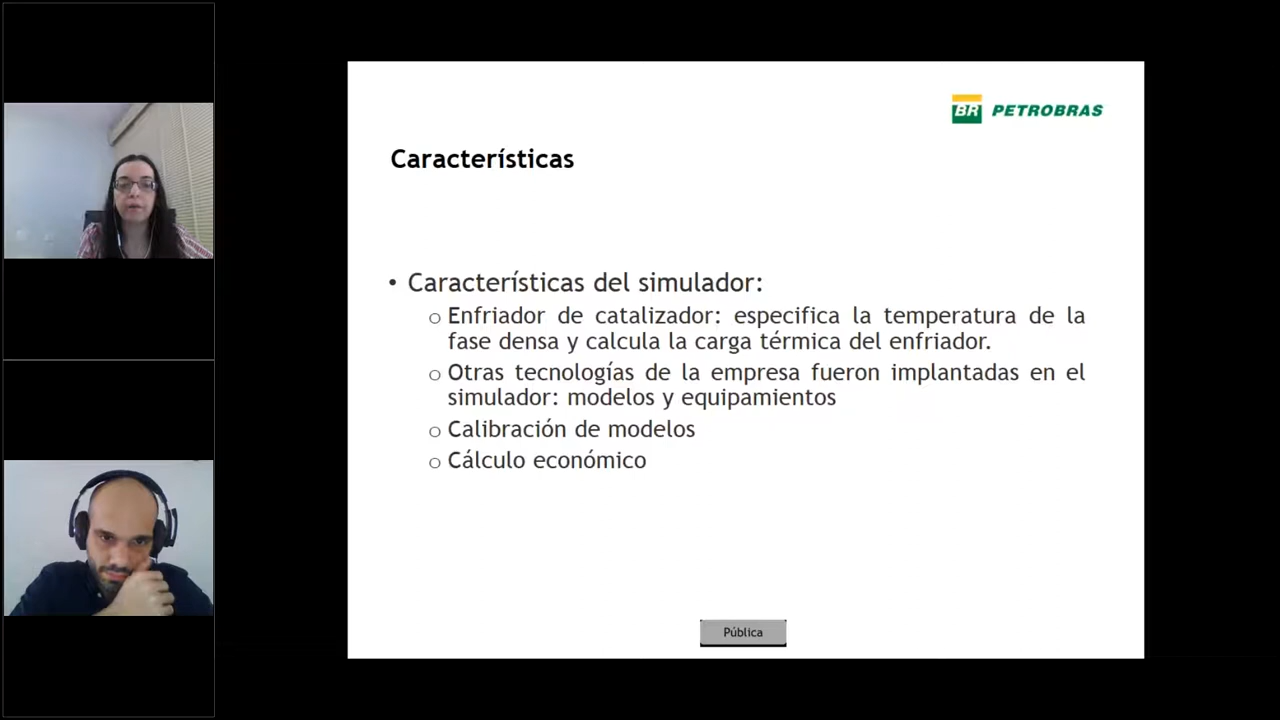 BR PETROBRAS
Características
• Características del simulador:
o Enfriador de catalizador: especifica la temperatura de la
fase densa y calcula la carga térmica del enfriador.
o Otras tecnologías de la empresa fueron implantadas en el
simulador: modelos y equipamientos
o Calibración de modelos
o Cálculo económico
Pública